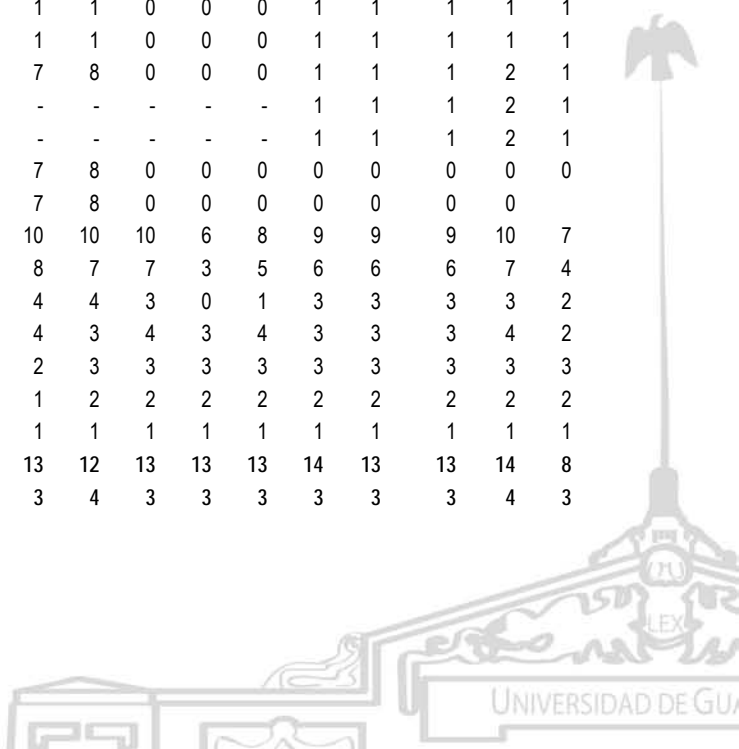 1 1 0 0 0 1 1 1 1 1
1 1 0 0 0 1 1 1 1 1
7 8 0 0 0 1 1 1 2 1
- - - - - 1 1 1 2 1
- - - - - 1 1 1 2 1
7 8 0 0 0 0 0 0 0 0
7 8 0 0 0 0 0 0 0
10 10 10 6 8 9 9 9 10 7
8 7 7 3 5 6 6 6 7 4
4 4 3 0 1 3 3 3 3 2
4 3 4 3 4 3 3 3 4 2
2 3 3 3 3 3 3 3 3 3
1 2 2 2 2 2 2 2 2 2
1 1 1 1 1 1 1 1 1 1
13 12 13 13 13 14 13 13 14 8
3 4 3 3 3 3 3 3 4 3
LEX
UNIVERSIDAD DE